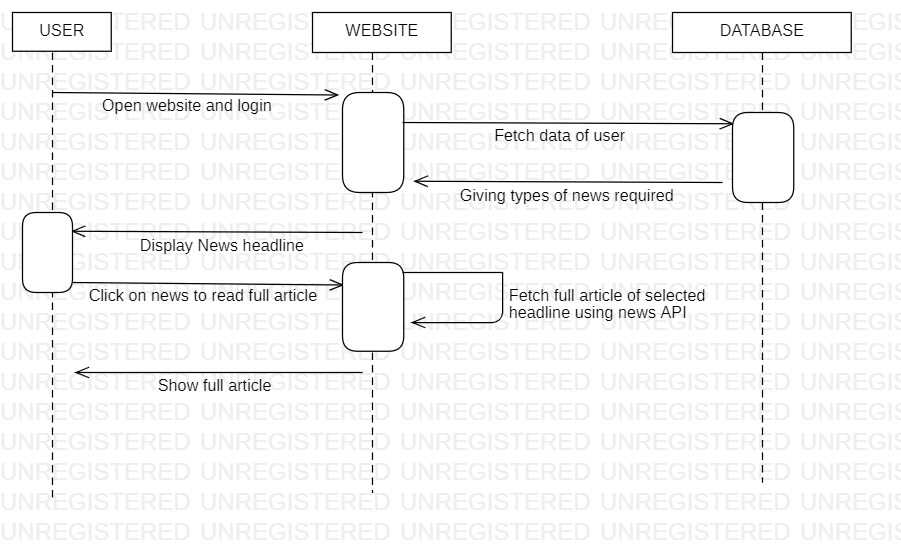 USER
WEBSITE
DATABASE
Open website and login
Fetch data of user
Giving types of news required
Display News headline
Click on news to read full article
Fetch full article of selected
headline using news API
Show full article
UNREGISTERED UNREGISTERED UNREGISTERED UNREGISTERED UNREGIS